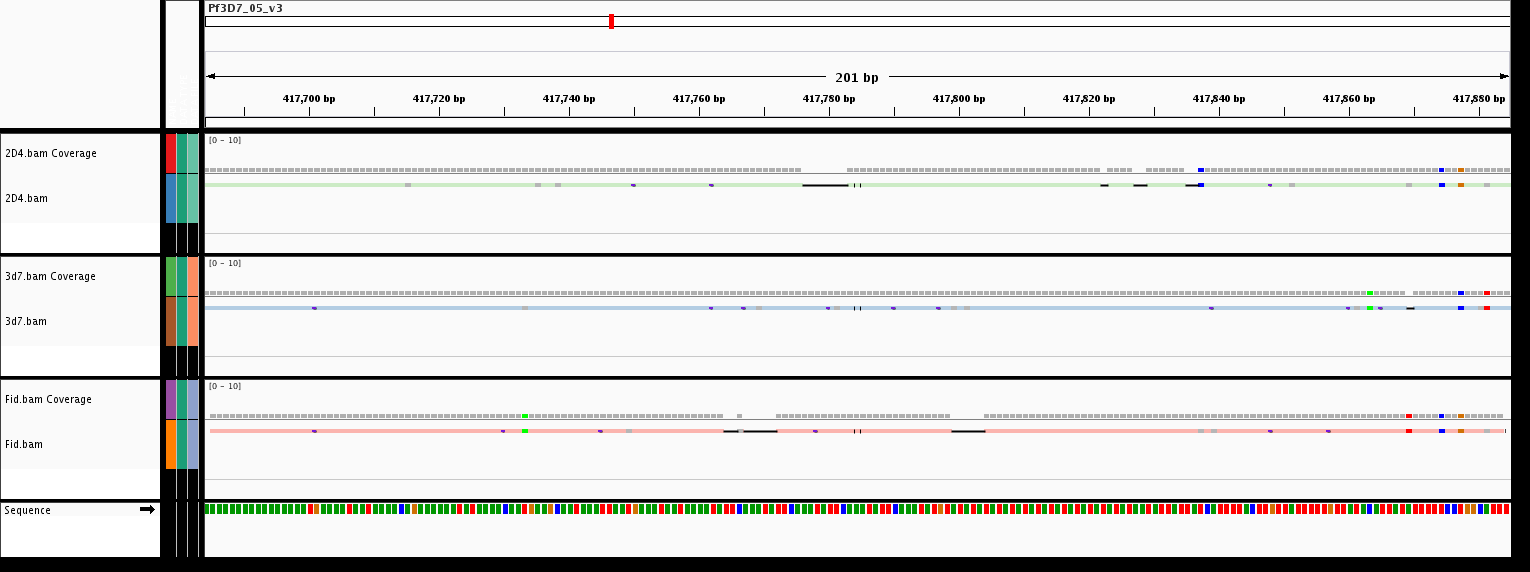 Pf3D7_05_v3
201 bp
417,700 bp 417,720 bp 417,740 bp 417,760 bp 417,780 bp 417,800 bp 417,820 bp 417,840 bp 417,860 bp 417,880 bp
[0 - 10]
2D4.bam Coverage
2D4.bam
[0 - 10]
3d7.bam Coverage
3d7.bam
[0 - 10]
Fid.bam Coverage
Fid.bam
Sequence